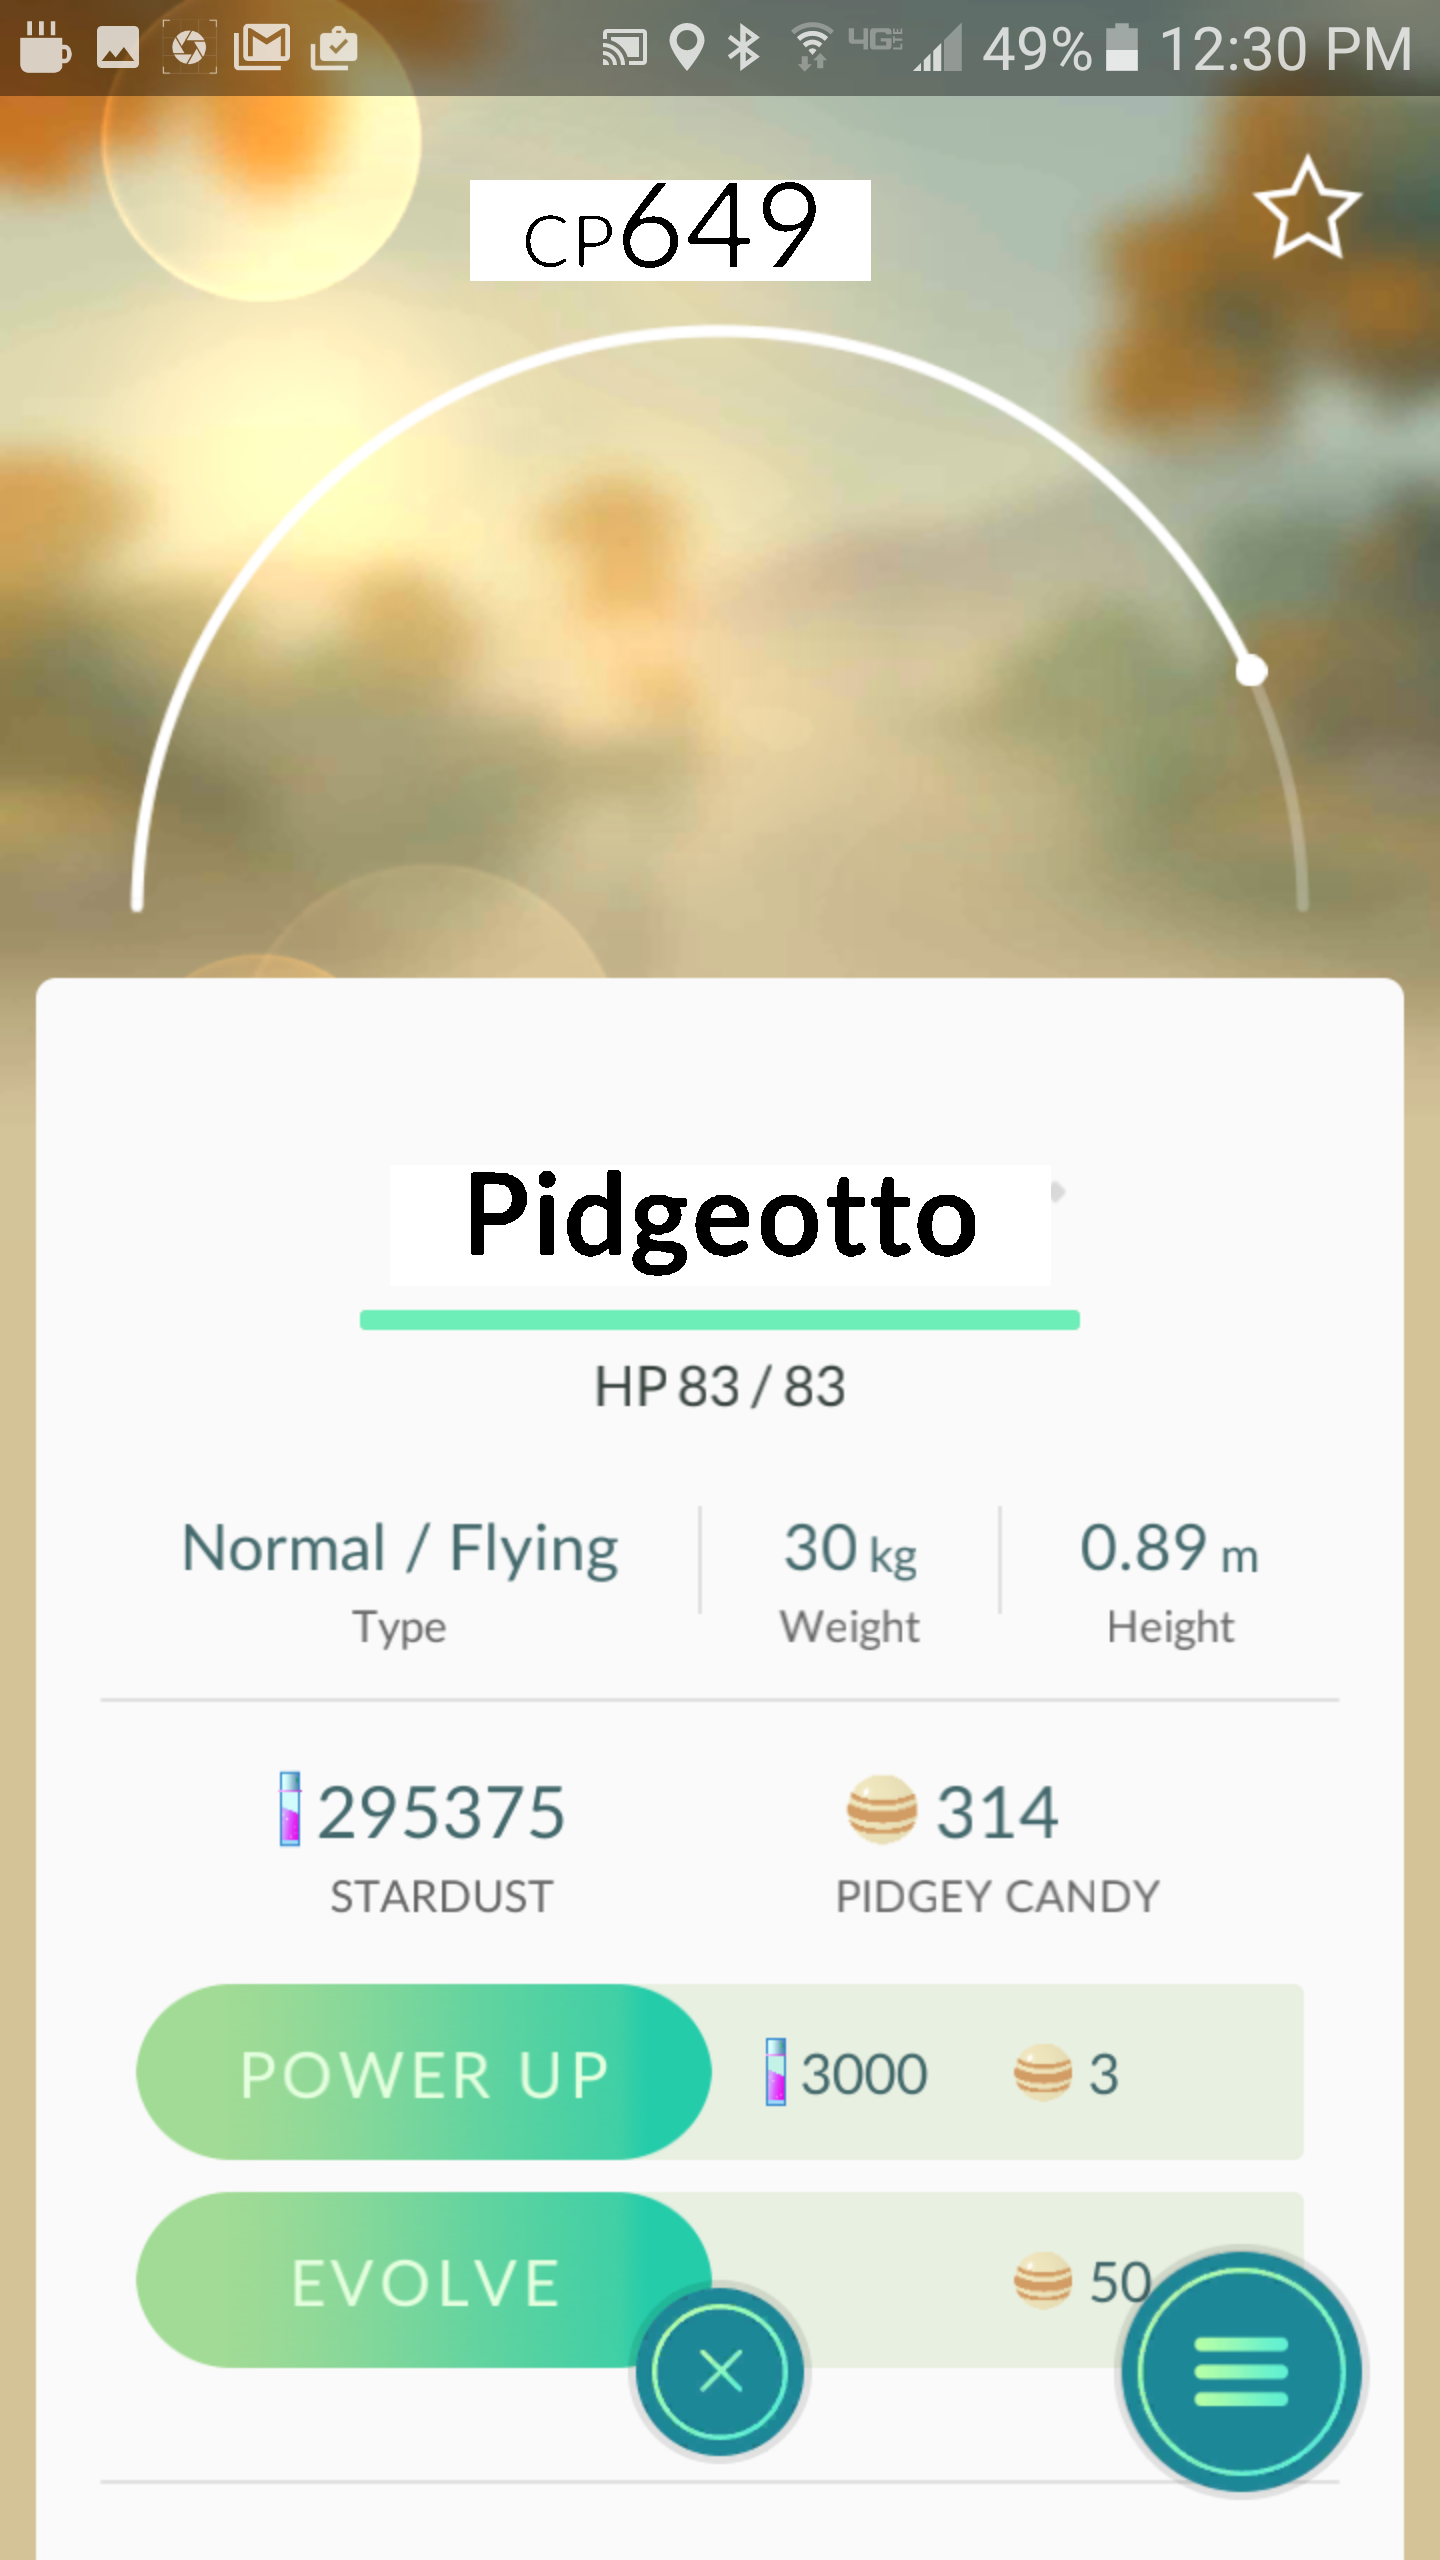 4G LTE 49% 12:30 PM
CP649
Pidgeotto
HP 83 / 83
Normal / Flying 30 kg 0.89 m
Type Weight Height
295375 314
STARDUST PIDGEY CANDY
POWER UP 3000 3
EVOLVE 50